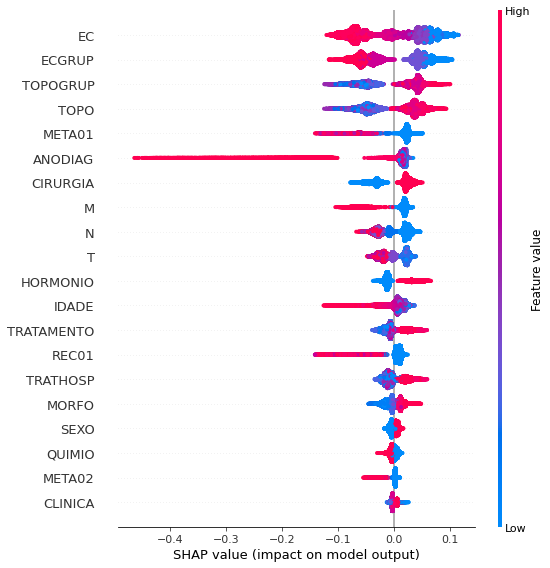 High
EC
ECGRUP
TOPOGRUP
TOPO
META01
ANODIAG
CIRURGIA
M
N
T
HORMONIO
IDADE
TRATAMENTO
REC01
TRATHOSP
MORFO
SEXO
QUIMIO
META02
CLINICA
Feature value
Low
−0.4 −0.3 −0.2 −0.1 0.0 0.1
SHAP value (impact on model output)